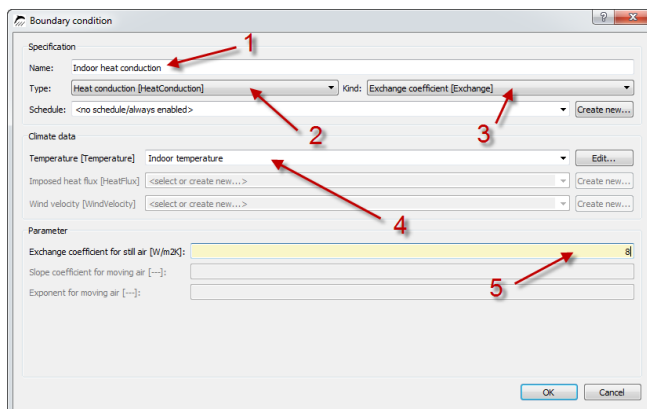 Boundary condition
Specification
1
Name: Indoor heat conduction
Type: Heat conduction [HeatConduction] Kind: Exchange coefficient [Exchange]
Schedule: <no schedule/always enabled> Create new...
2
3
Climate data
Temperature [Temperature] Indoor temperature Edit...
Imposed heat flux [HeatFlux] <select or create new...> Create new...
Wind velocity [WindVelocity] <select or create new...> Create new...
4
Parameter
Exchange coefficient for still air [W/m2K]: 8
Slope coefficient for moving air [---]:
5
Exponent for moving air [---]:
OK Cancel